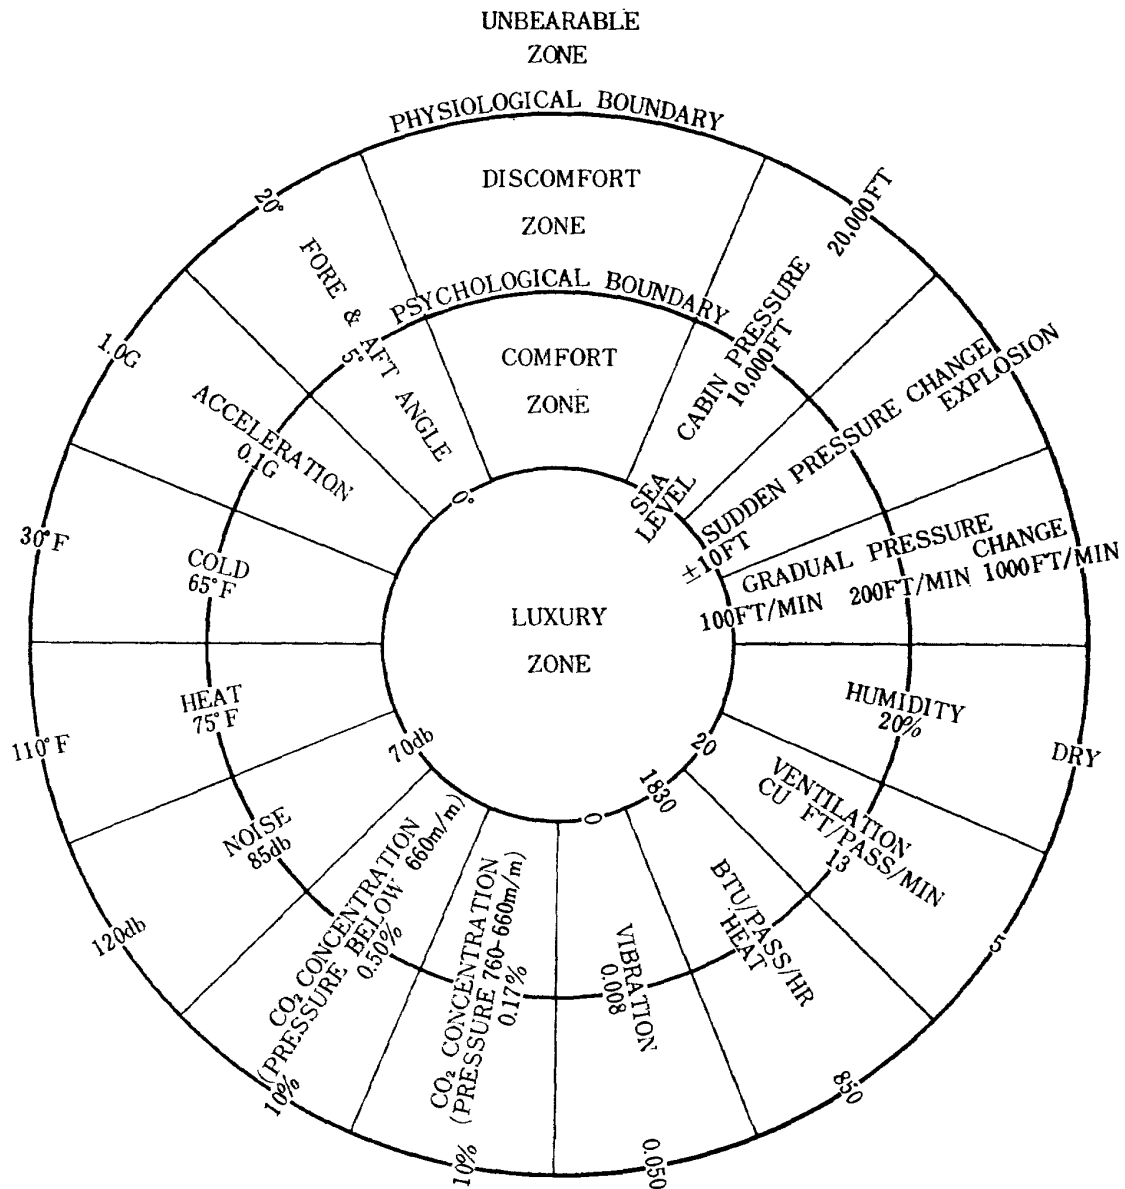 UNBEARABLE
ZONE
PHYSIOLOGICAL BOUNDARY
DISCOMFORT
ZONE
PSYCHOLOGICAL BOUNDARY
COMFORT
ZONE
LUXURY
ZONE
CABIN PRESSURE
20,000FT
10,000FT
SEA
LEVEL
SUDDEN PRESSURE CHANGE
EXPLOSION
±10FT
GRADUAL PRESSURE
CHANGE
100FT/MIN
200FT/MIN
1000FT/MIN
HUMIDITY
20%
DRY
VENTILATION
CU FT/PASS/MIN
20
13
5
BTU/PASS/HR
HEAT
1830
850
VIBRATION
0
0.008
0.050
CO₂ CONCENTRATION
(PRESSURE 760-660m/m)
0.17%
10%
CO₂ CONCENTRATION
(PRESSURE BELOW 660m/m)
0.50%
10%
NOISE
70db
85db
120db
HEAT
75°F
110°F
COLD
65°F
30°F
ACCELERATION
0.1G
1.0G
FORE & AFT ANGLE
0°
5°
20°